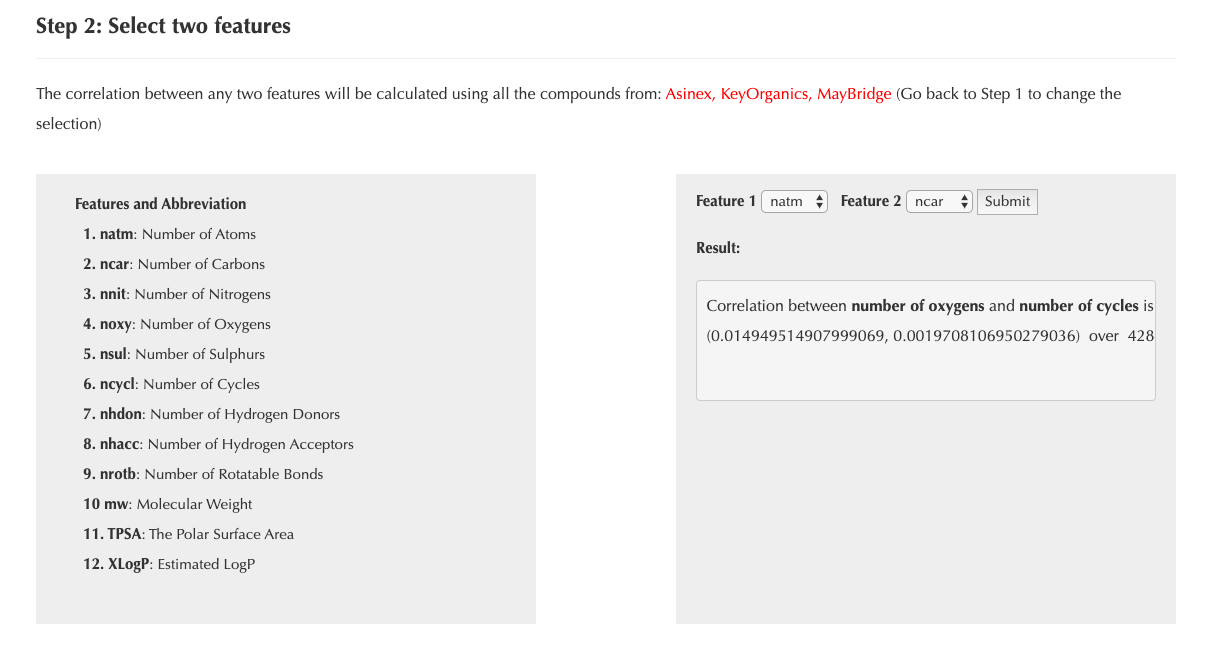 Step 2: Select two features
The correlation between any two features will be calculated using all the compounds from: Asinex, KeyOrganics, MayBridge (Go back to Step 1 to change the
selection)
Features and Abbreviation
1. natm: Number of Atoms
2. ncar: Number of Carbons
3. nnit: Number of Nitrogens
4. noxy: Number of Oxygens
5. nsul: Number of Sulphurs
6. ncycl: Number of Cycles
7. nhdon: Number of Hydrogen Donors
8. nhacc: Number of Hydrogen Acceptors
9. nrotb: Number of Rotatable Bonds
10 mw: Molecular Weight
11. TPSA: The Polar Surface Area
12. XLogP: Estimated LogP
Feature 1 natm Feature 2 ncar Submit
Result:
Correlation between number of oxygens and number of cycles is
(0.014949514907999069, 0.0019708106950279036) over 428